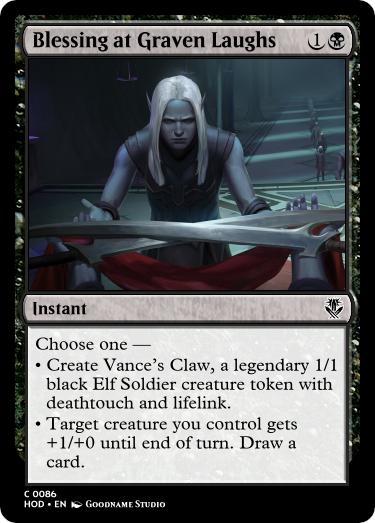 Blessing at Graven Laughs 1
Instant
Choose one —
• Create Vance's Claw, a legendary 1/1
black Elf Soldier creature token with
deathtouch and lifelink.
• Target creature you control gets
+1/+0 until end of turn. Draw a
card.
C 0086
HOD • EN Goodname Studio